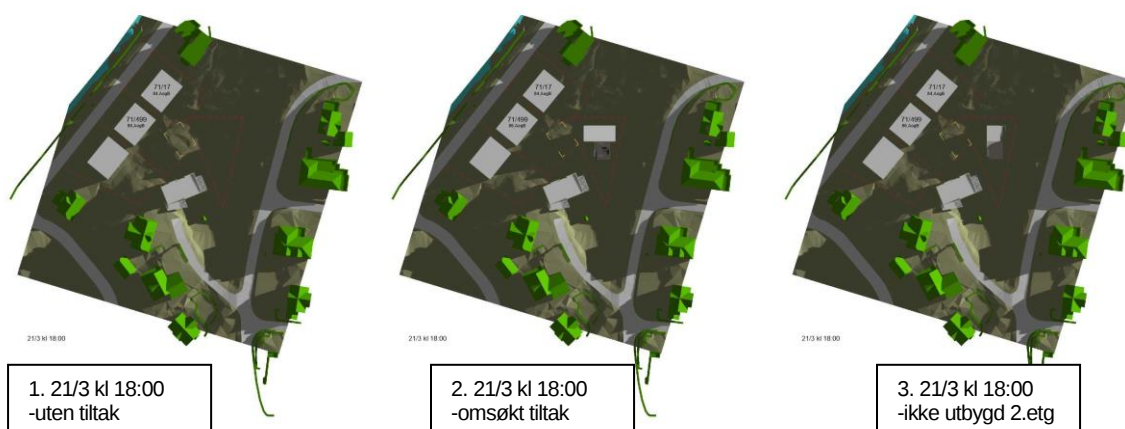 71/17
71/499
21/3 kl 18:00
1. 21/3 kl 18:00
-uten tiltak
71/17
71/499
21/3 kl 18:00
2. 21/3 kl 18:00
-omsøkt tiltak
71/17
71/499
21/3 kl 18:00
3. 21/3 kl 18:00
-ikke utbygd 2.etg